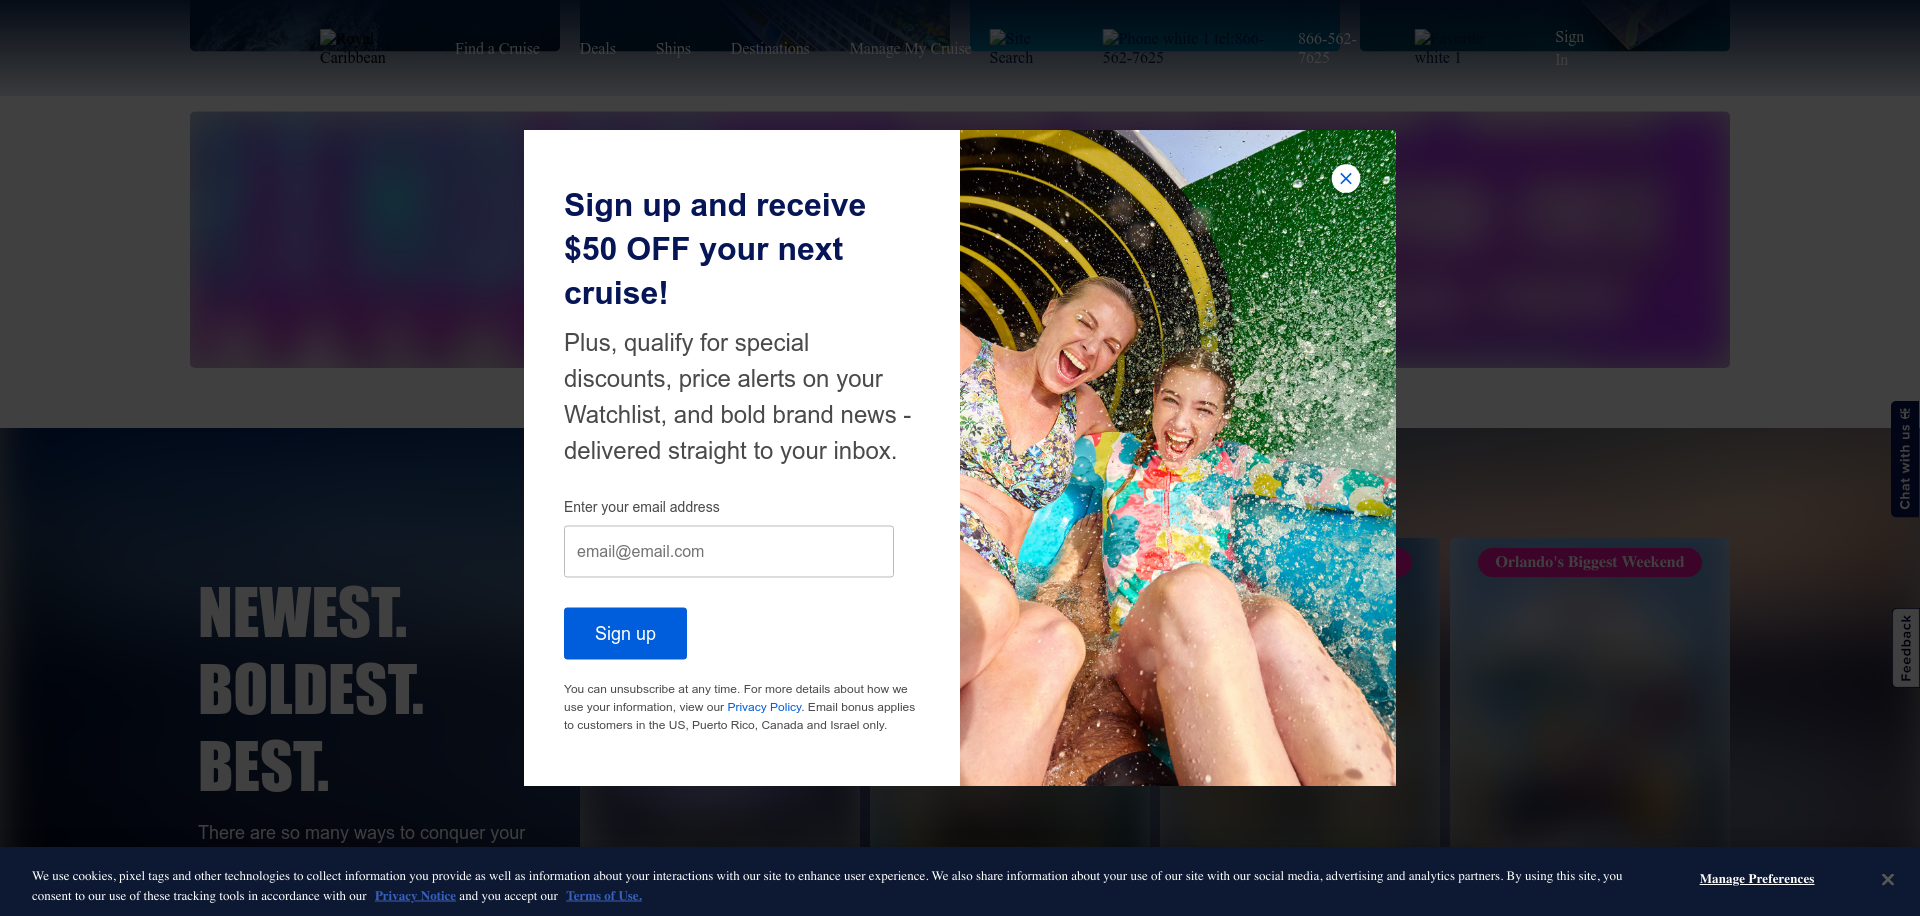 Royal
Caribbean
Find a Cruise
Deals
Ships
Destinations
Manage My Cruise
Site
Search
Phone white 1 tel:866-
562-7625
866-562-
7625
white 1
Sign
In
Sign up and receive
$50 OFF your next
cruise!
Plus, qualify for special
discounts, price alerts on your
Watchlist, and bold brand news -
delivered straight to your inbox.
Enter your email address
email@email.com
Sign up
You can unsubscribe at any time. For more details about how we
use your information, view our Privacy Policy. Email bonus applies
to customers in the US, Puerto Rico, Canada and Israel only.
Chat with us
Feedback
Orlando's Biggest Weekend
NEWEST.
BOLDEST.
BEST.
There are so many ways to conquer your
We use cookies, pixel tags and other technologies to collect information you provide as well as information about your interactions with our site to enhance user experience. We also share information about your use of our site with our social media, advertising and analytics partners. By using this site, you
consent to our use of these tracking tools in accordance with our Privacy Notice and you accept our Terms of Use.
Manage Preferences